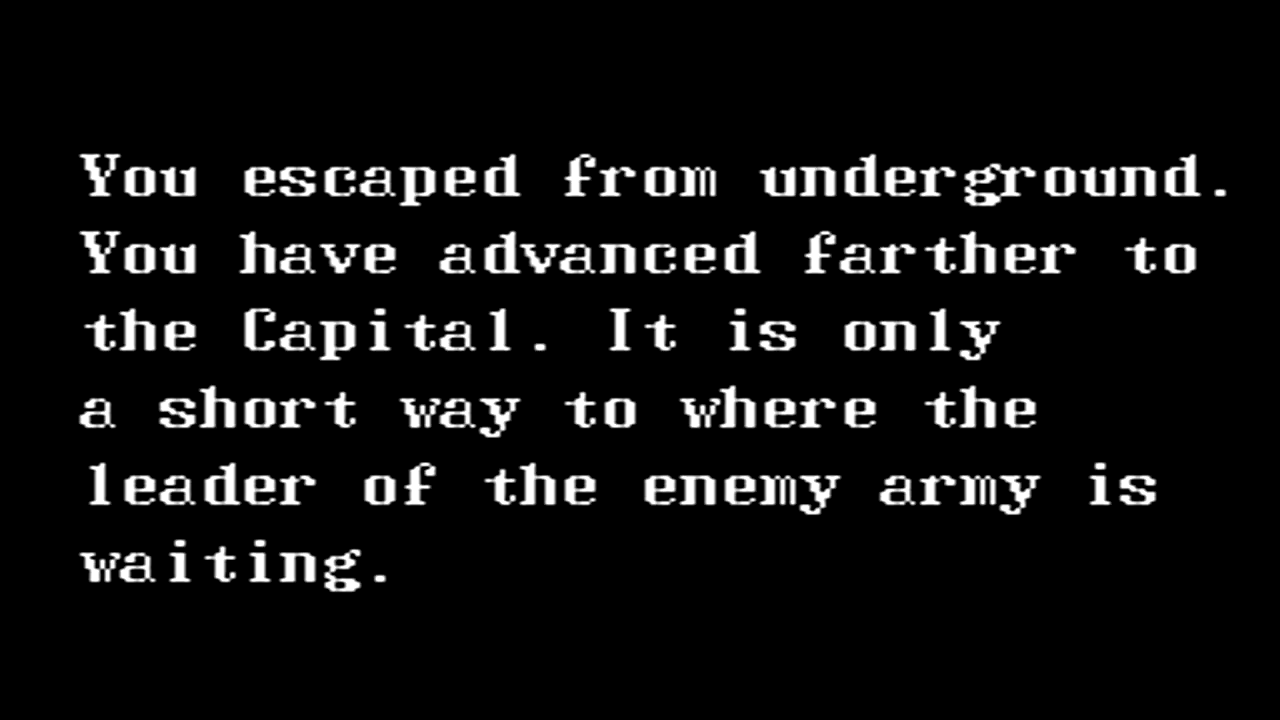 You escaped from underground.
You have advanced farther to
the Capital. It is only
a short way to where the
leader of the enemy army is
waiting.